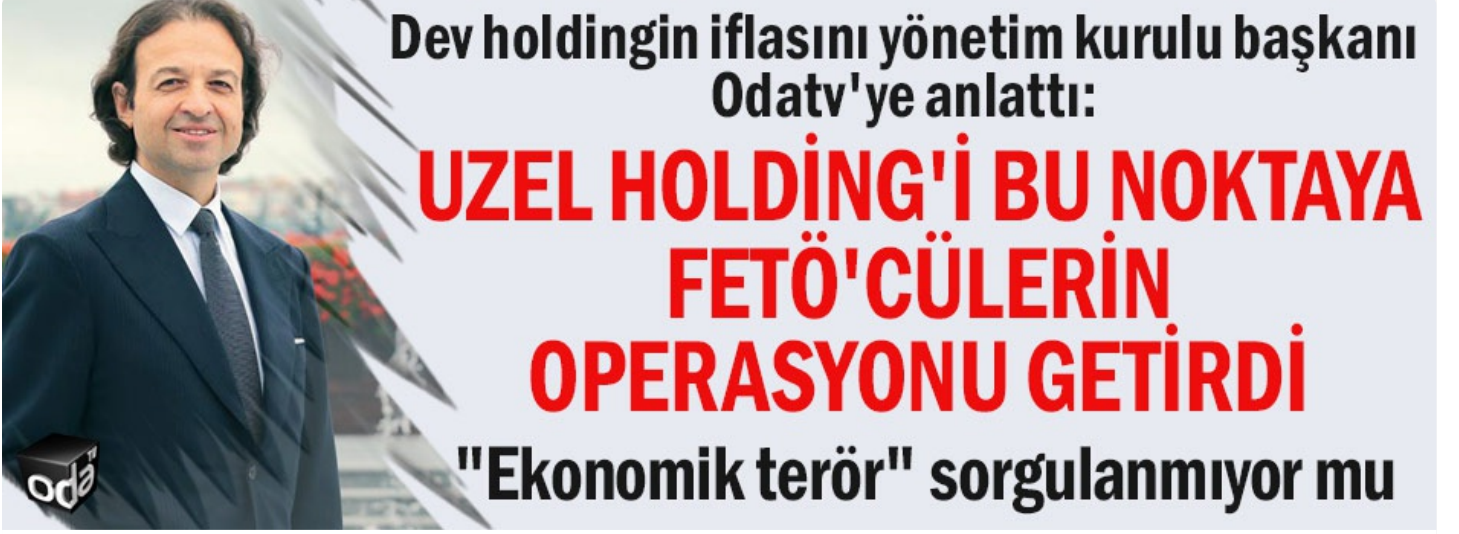 Dev holdingin iflasını yönetim kurulu başkanı
Odatv'ye anlattı:
UZEL HOLDİNG'İ BU NOKTAYA
FETÖ'CÜLERİN
OPERASYONU GETİRDİ
"Ekonomik terör" sorgulanmıyor mu
oda TV